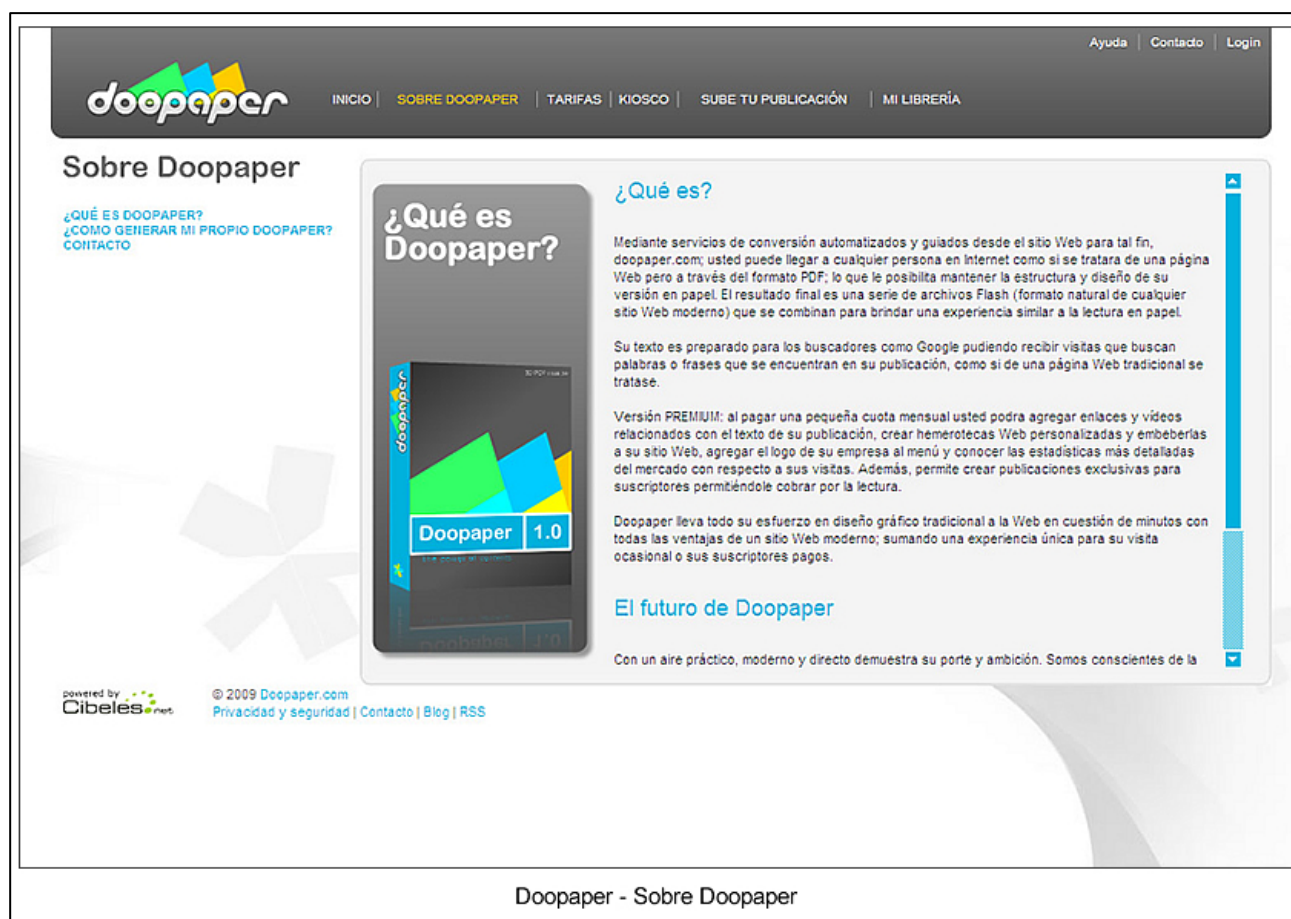 Ayuda | Contacto | Login
doopaper
INICIO | SOBRE DOOPAPER | TARIFAS | KIOSCO | SUBE TU PUBLICACIÓN | MI LIBRERÍA
Sobre Doopaper
¿QUÉ ES DOOPAPER?
¿COMO GENERAR MI PROPIO DOOPAPER?
CONTACTO
¿Qué es
Doopaper?
doopaper
Doopaper 1.0
¿Qué es?
Mediante servicios de conversión automatizados y guiados desde el sitio Web para tal fin,
doopaper.com; usted puede llegar a cualquier persona en Internet como si se tratara de una página
Web pero a través del formato PDF; lo que le posibilita mantener la estructura y diseño de su
versión en papel. El resultado final es una serie de archivos Flash (formato natural de cualquier
sitio Web moderno) que se combinan para brindar una experiencia similar a la lectura en papel.
Su texto es preparado para los buscadores como Google pudiendo recibir visitas que buscan
palabras o frases que se encuentran en su publicación, como si de una página Web tradicional se
tratase.
Versión PREMIUM: al pagar una pequeña cuota mensual usted podra agregar enlaces y vídeos
relacionados con el texto de su publicación, crear hemerotecas Web personalizadas y embeberlas
a su sitio Web, agregar el logo de su empresa al menú y conocer las estadísticas más detalladas
del mercado con respecto a sus visitas. Además, permite crear publicaciones exclusivas para
suscriptores permitiéndole cobrar por la lectura.
Doopaper lleva todo su esfuerzo en diseño gráfico tradicional a la Web en cuestión de minutos con
todas las ventajas de un sitio Web moderno; sumando una experiencia única para su visita
ocasional o sus suscriptores pagos.
El futuro de Doopaper
Con un aire práctico, moderno y directo demuestra su porte y ambición. Somos conscientes de la
powered by
Cibeles.net
© 2009 Doopaper.com
Privacidad y seguridad | Contacto | Blog | RSS
Doopaper - Sobre Doopaper